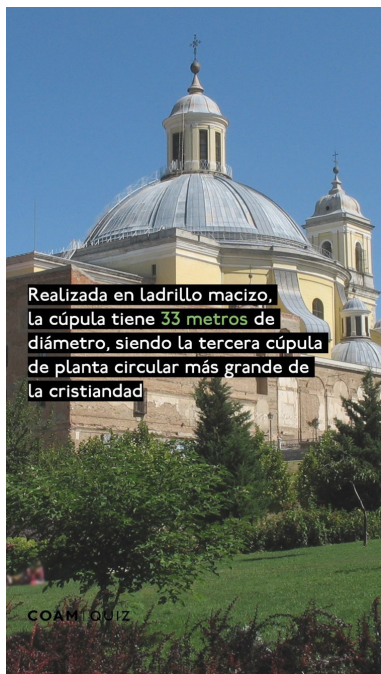 Realizada en ladrillo macizo,
la cúpula tiene 33 metros de
diámetro, siendo la tercera cúpula
de planta circular más grande de
la cristiandad
COAM QUIZ